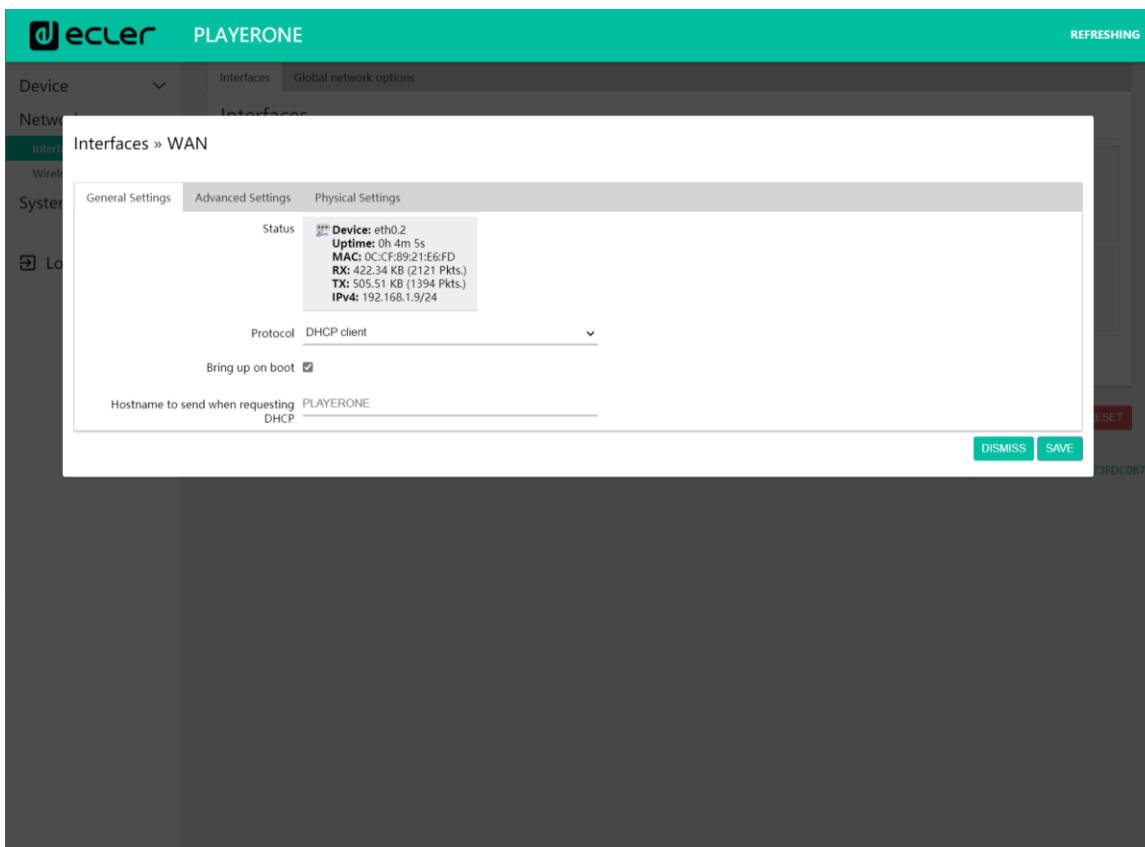 ecler PLAYERONE REFRESHING
Device
Interfaces Global network options
Interfaces
Interfaces » WAN
General Settings Advanced Settings Physical Settings
Status
Device: eth0.2
Uptime: 0h 4m 5s
MAC: 0C:CF:89:21:E6:FD
RX: 422.34 KB (2121 Pkts.)
TX: 505.51 KB (1394 Pkts.)
IPv4: 192.168.1.9/24
Protocol DHCP client
Bring up on boot
Hostname to send when requesting DHCP
PLAYERONE
DISMISS SAVE